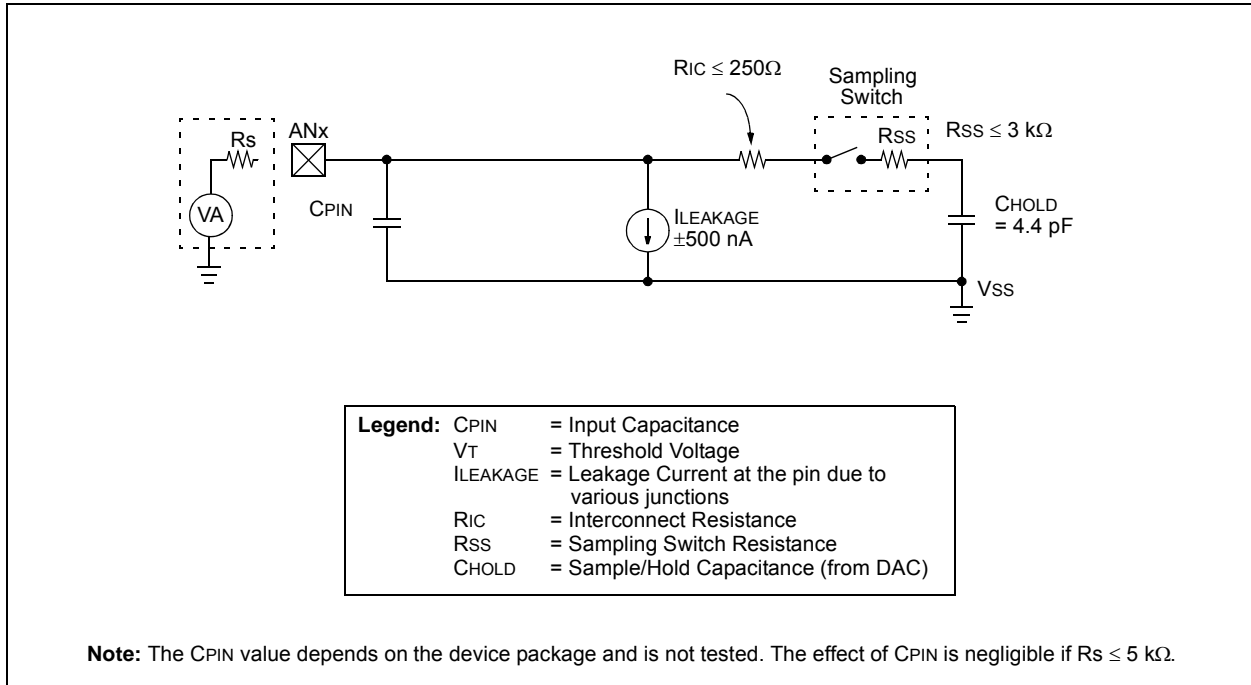 RIC ≤ 250Ω
Sampling
Switch
Rs
ANx
RSS
RSS ≤ 3 kΩ
VA
CPIN
ILEAKAGE
±500 nA
CHOLD
= 4.4 pF
VSS
Legend: CPIN = Input Capacitance
VT = Threshold Voltage
ILEAKAGE = Leakage Current at the pin due to
various junctions
RIC = Interconnect Resistance
RSS = Sampling Switch Resistance
CHOLD = Sample/Hold Capacitance (from DAC)
Note: The CPIN value depends on the device package and is not tested. The effect of CPIN is negligible if Rs ≤ 5 kΩ.